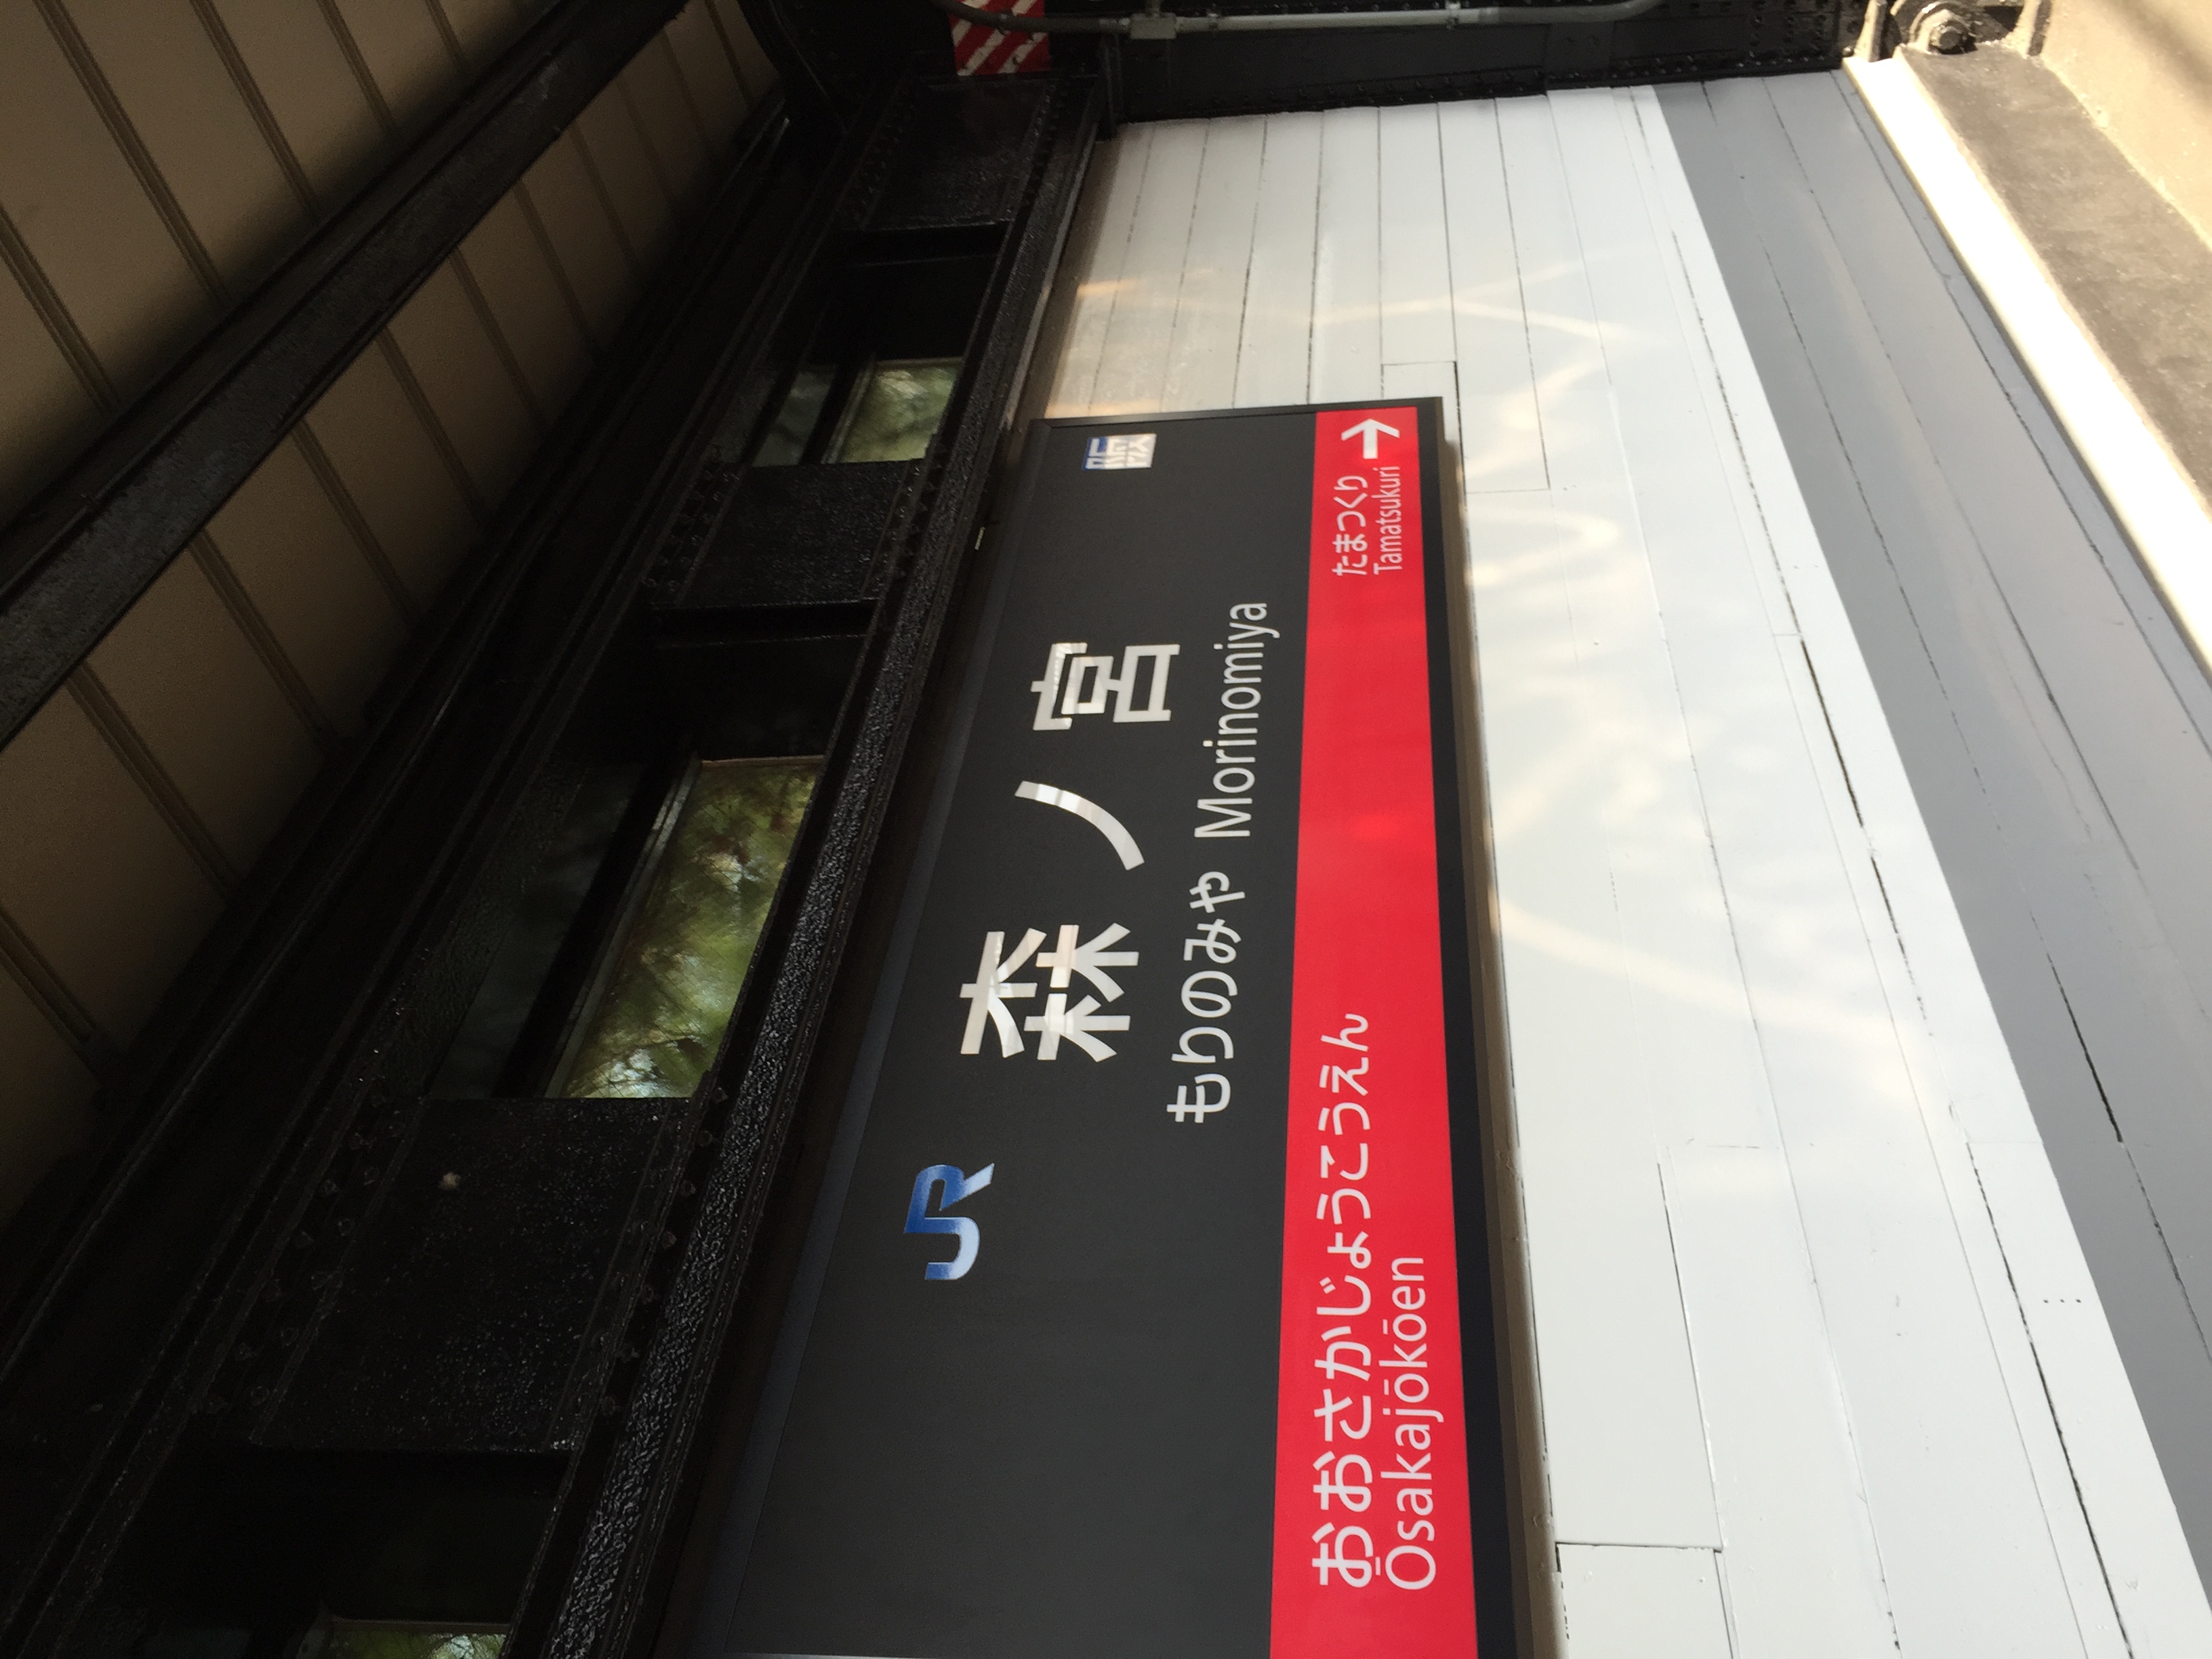 JR 森ノ宮 阪
もりのみや Morinomiya
おおさかじょうこうえん
Ōsakajōkōen
たまつくり
Tamatsukuri